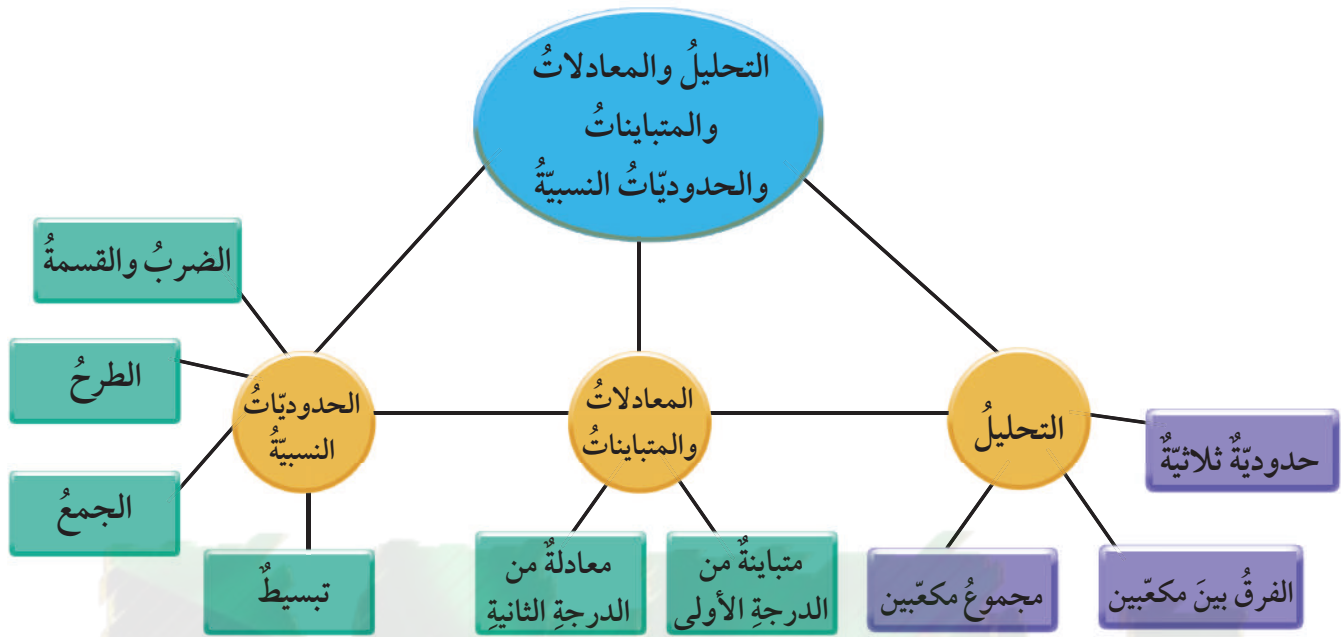 التحليلُ والمعادلاتُ
والمتبايناتُ
والحدوديّاتُ النسبيّةُ
التحليلُ
حدوديّةٌ ثلاثيّةٌ
الفرقُ بينَ مكعّبين
مجموعُ مكعّبين
المعادلاتُ
والمتبايناتُ
متباينةٌ من
الدرجةِ الأولى
معادلةٌ من
الدرجةِ الثانيةِ
الحدوديّاتُ
النسبيّةُ
الضربُ والقسمةُ
الطرحُ
الجمعُ
تبسيطٌ